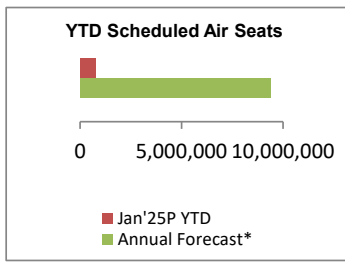 YTD Scheduled Air Seats
0 5,000,000 10,000,000
Jan'25P YTD
Annual Forecast*